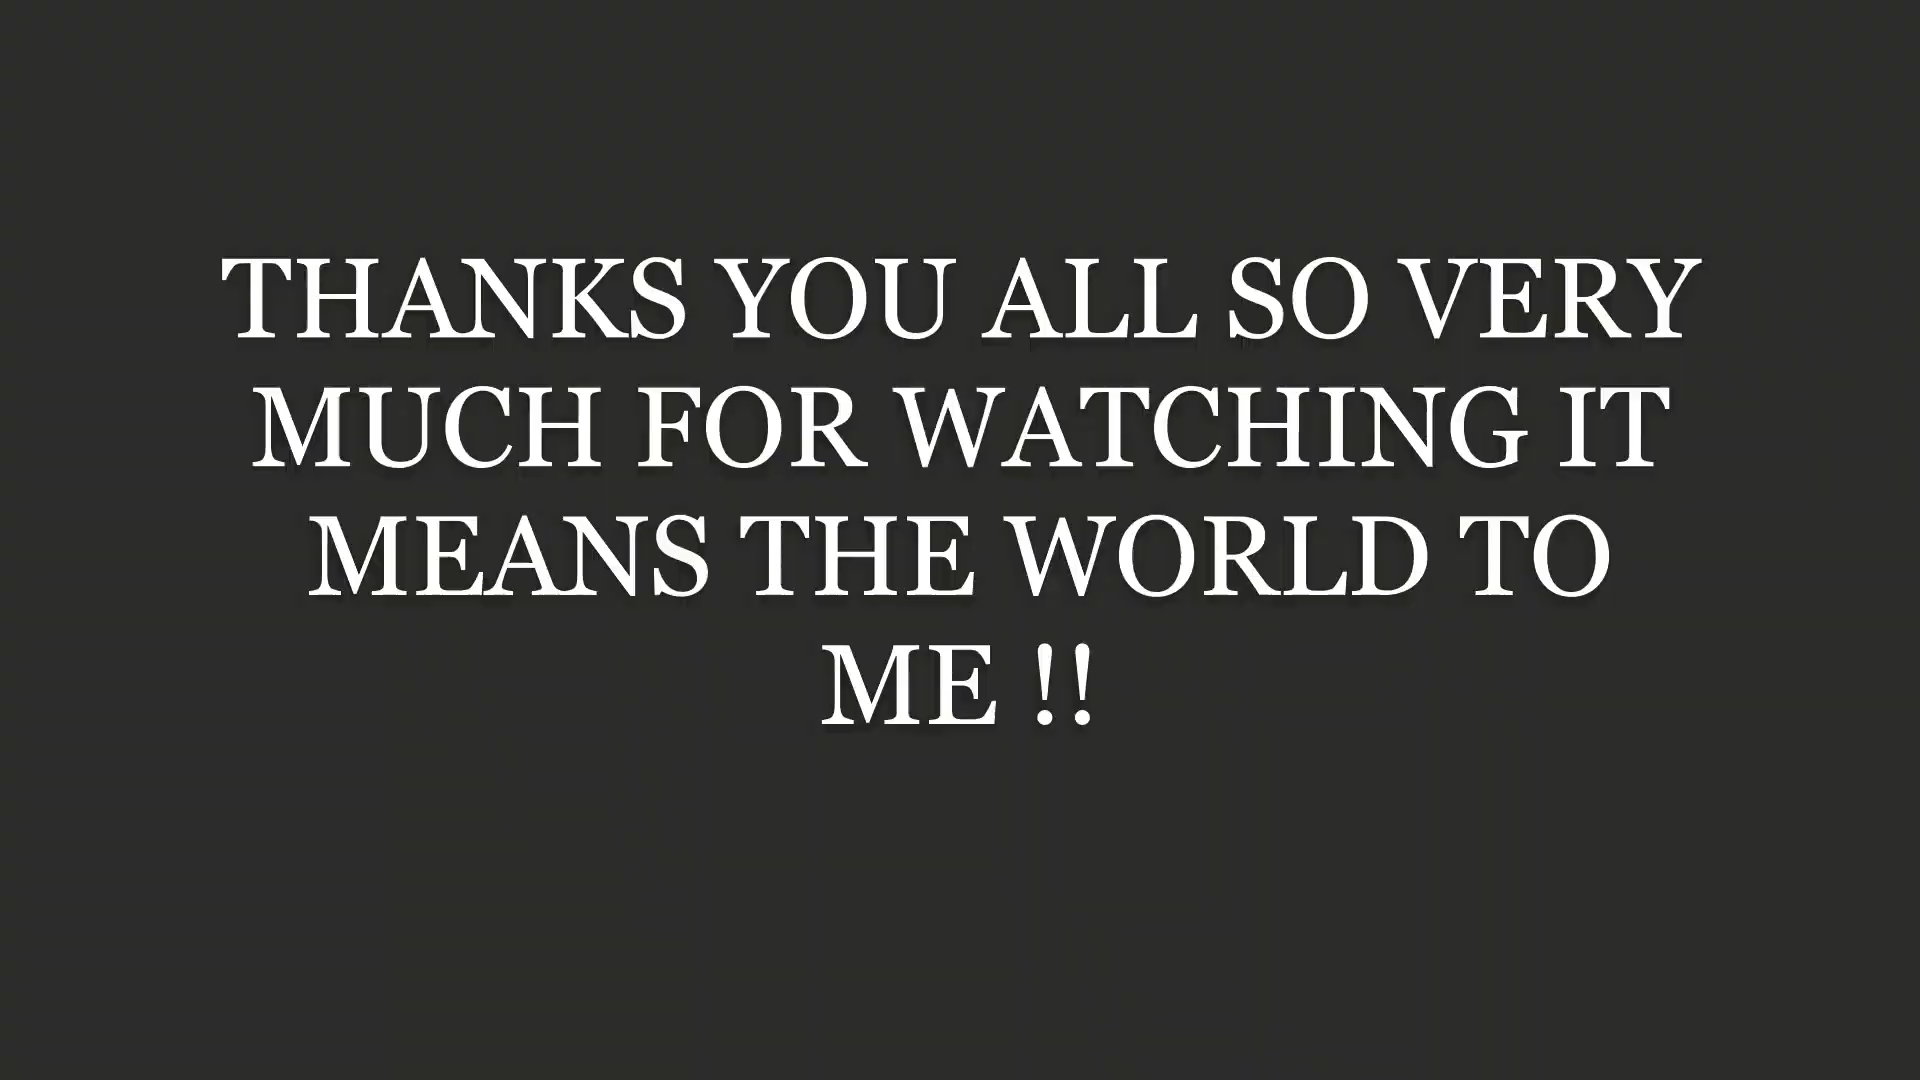 THANKS YOU ALL SO VERY
MUCH FOR WATCHING IT
MEANS THE WORLD TO
ME !!